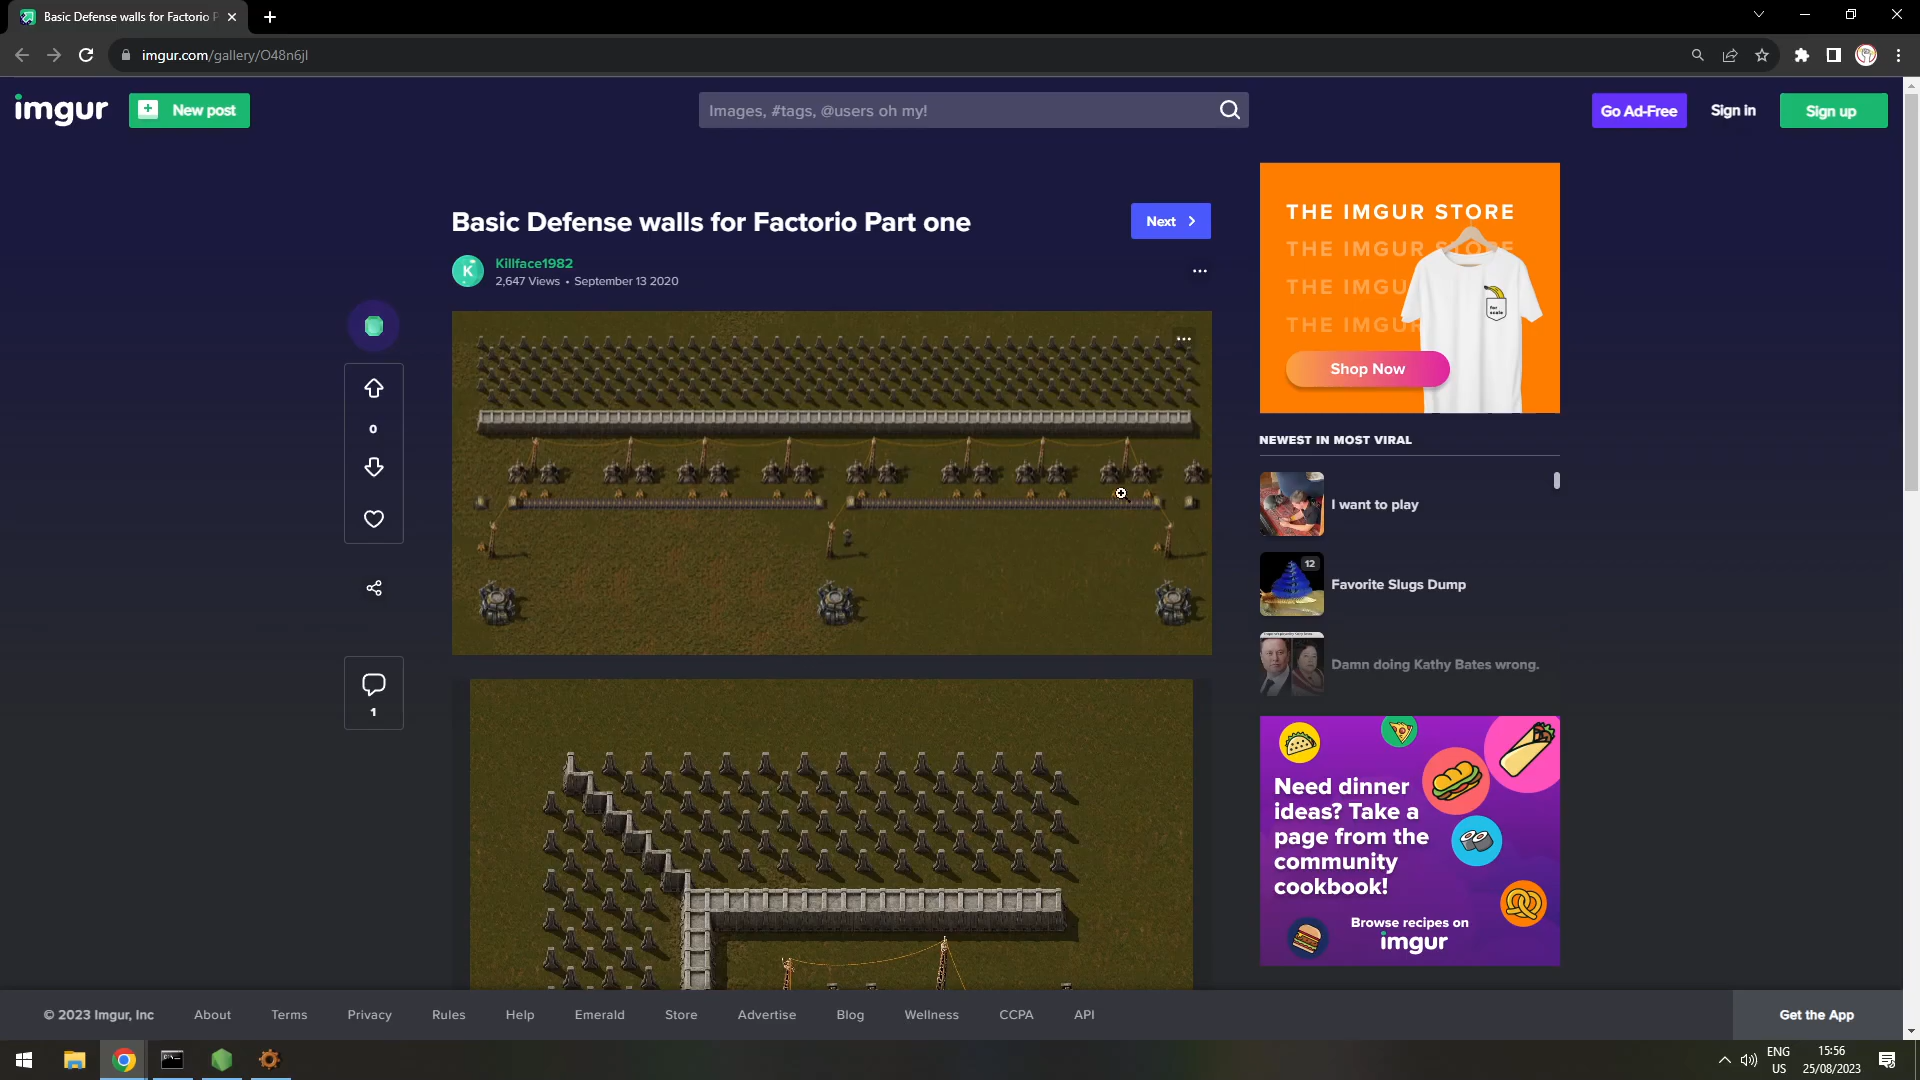 Basic Defense walls for Factorio P
imgur.com/gallery/O48n6jl
imgur
New post
Images, #tags, @users oh my!
Go Ad-Free
Sign in
Sign up
Basic Defense walls for Factorio Part one
Next
K
Killface1982
2,647 Views • September 13 2020
0
1
THE IMGUR STORE
THE IMGUR STORE
THE IMGU
THE IMGUR
for
scale
Shop Now
NEWEST IN MOST VIRAL
I want to play
12
Favorite Slugs Dump
Damn doing Kathy Bates wrong.
Need dinner
ideas? Take a
page from the
community
cookbook!
Browse recipes on
imgur
© 2023 Imgur, Inc
About
Terms
Privacy
Rules
Help
Emerald
Store
Advertise
Blog
Wellness
CCPA
API
Get the App
ENG
US
15:56
25/08/2023